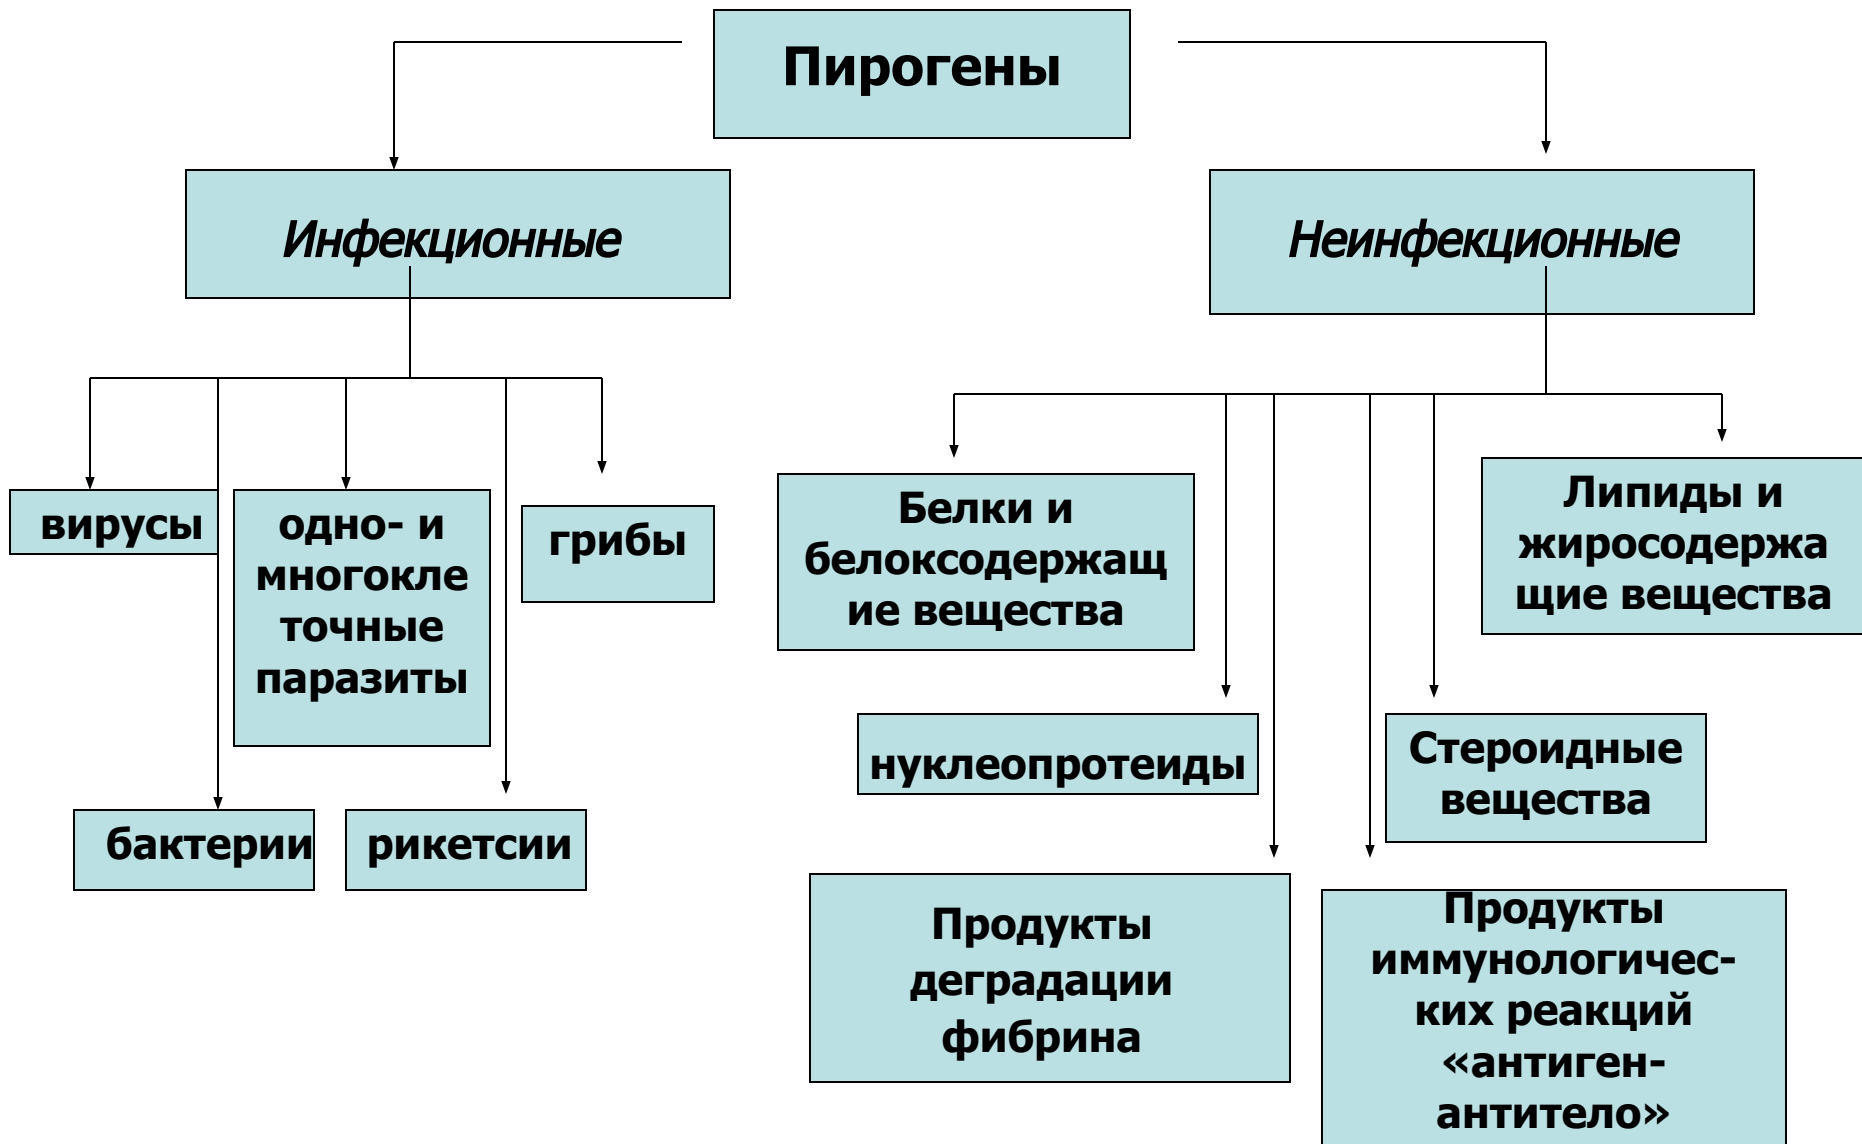 Пирогены
Инфекционные
Неинфекционные
вирусы
одно- и
многокле
точные
паразиты
грибы
бактерии
рикетсии
Белки и
белоксодержащ
ие вещества
Липиды и
жиросодержа
щие вещества
нуклеопротеиды
Стероидные
вещества
Продукты
деградации
фибрина
Продукты
иммунологичес-
ких реакций
«антиген-
антитело»